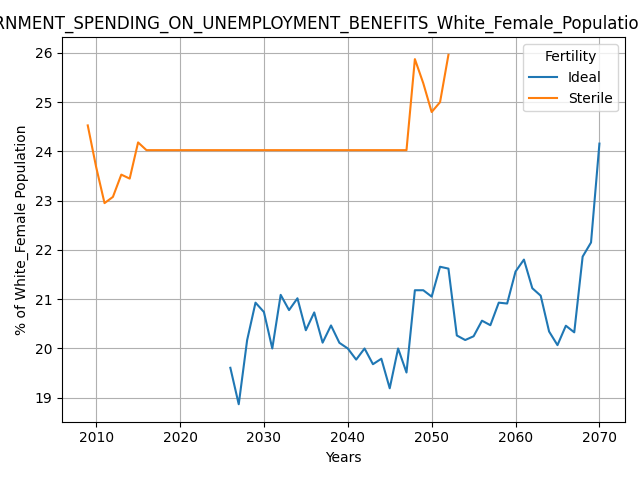 RNMENT_SPENDING_ON_UNEMPLOYMENT_BENEFITS_White_Female_Populatio
Fertility
Ideal
Sterile
% of White_Female Population
26
25
24
23
22
21
20
19
2010 2020 2030 2040 2050 2060 2070
Years